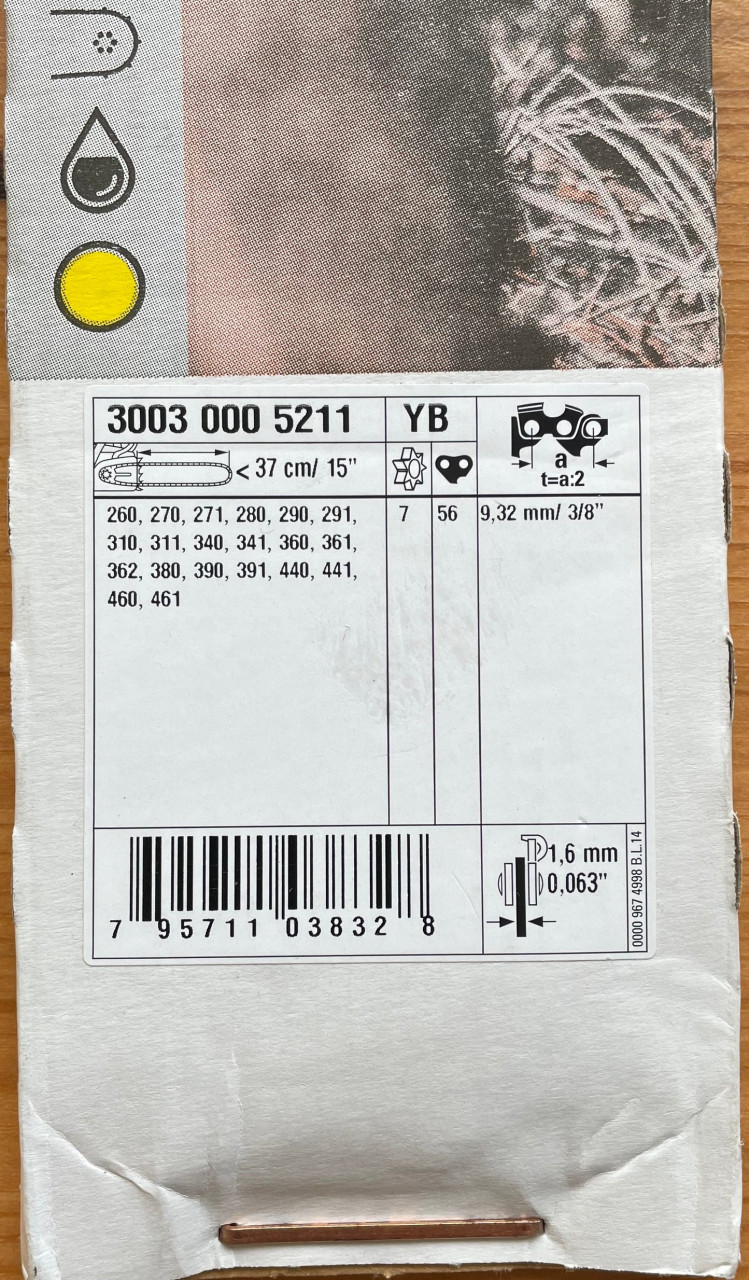 3003 000 5211 YB
< 37 cm/ 15"
a
t=a:2
260, 270, 271, 280, 290, 291, 7 56 9,32 mm/ 3/8"
310, 311, 340, 341, 360, 361,
362, 380, 390, 391, 440, 441,
460, 461
1,6 mm
0,063"
0000 967 4998 B.L.14
7 95711 03832 8